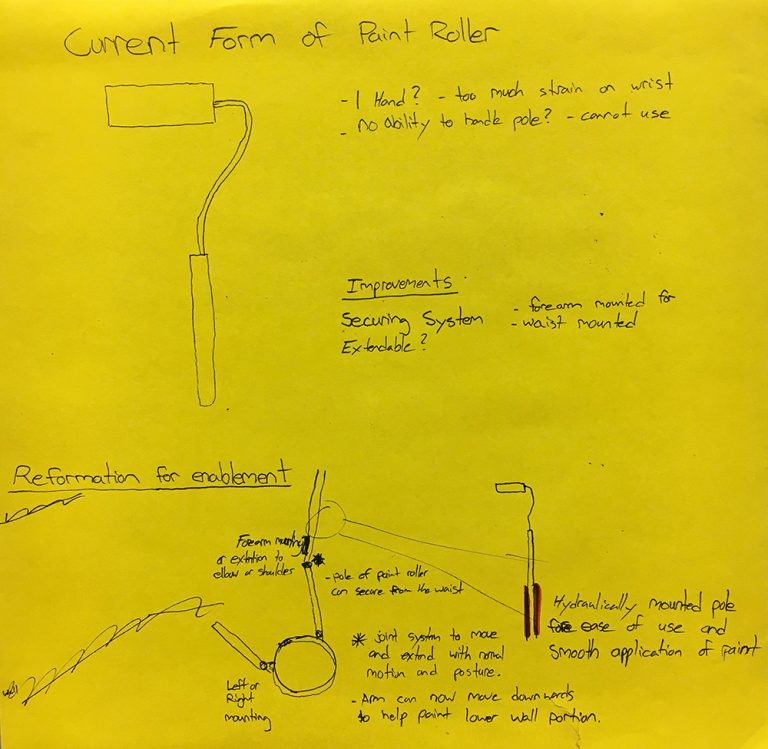 Current Form of Paint Roller
- 1 Hand? - too much strain on wrist
- No ability to handle pole? - cannot use
Improvements
Securing System - forearm mounted for
- waist mounted
Extendable?
Reformation for enablement
Forearm mounting
or extention to
elbow or shoulder
- pole of paint roller
can secure from the waist
Hydraulically mounted pole
ease of use and
smooth application of paint
* joint system to move
and extend with normal
motion and posture.
Left or
Right
mounting
- Arm can now move downwards
to help paint lower wall portion.